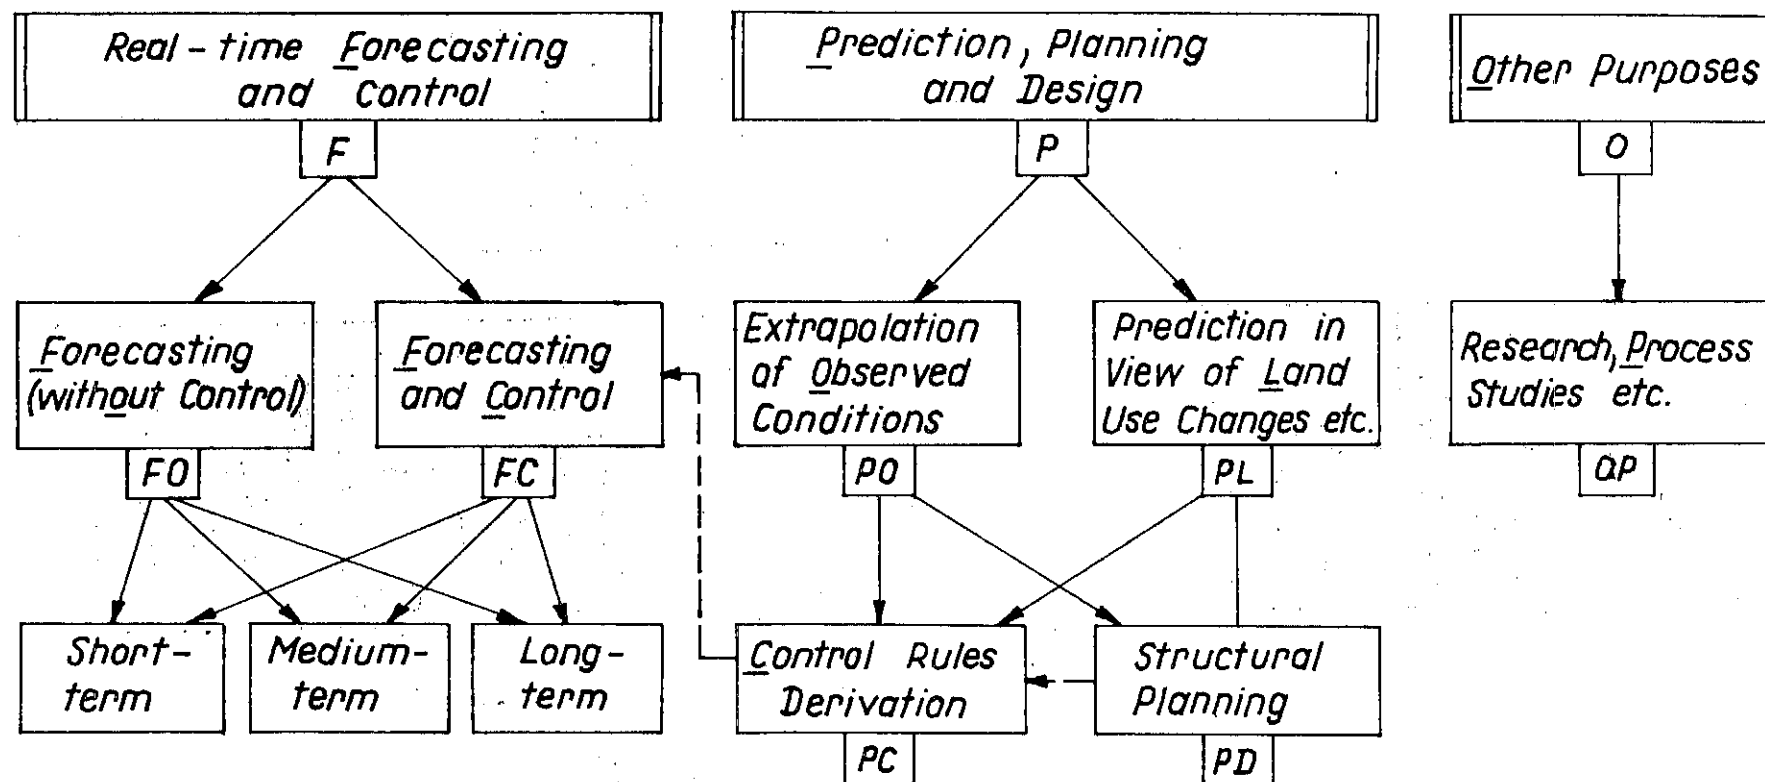 Real-time Forecasting
and Control
F
Prediction, Planning
and Design
P
Other Purposes
O
Forecasting
(without Control)
FO
Forecasting
and Control
FC
Extrapolation
of Observed
Conditions
PO
Prediction in
View of Land
Use Changes etc.
PL
Research, Process
Studies etc.
OP
Short-
term
Medium-
term
Long-
term
Control Rules
Derivation
PC
Structural
Planning
PD